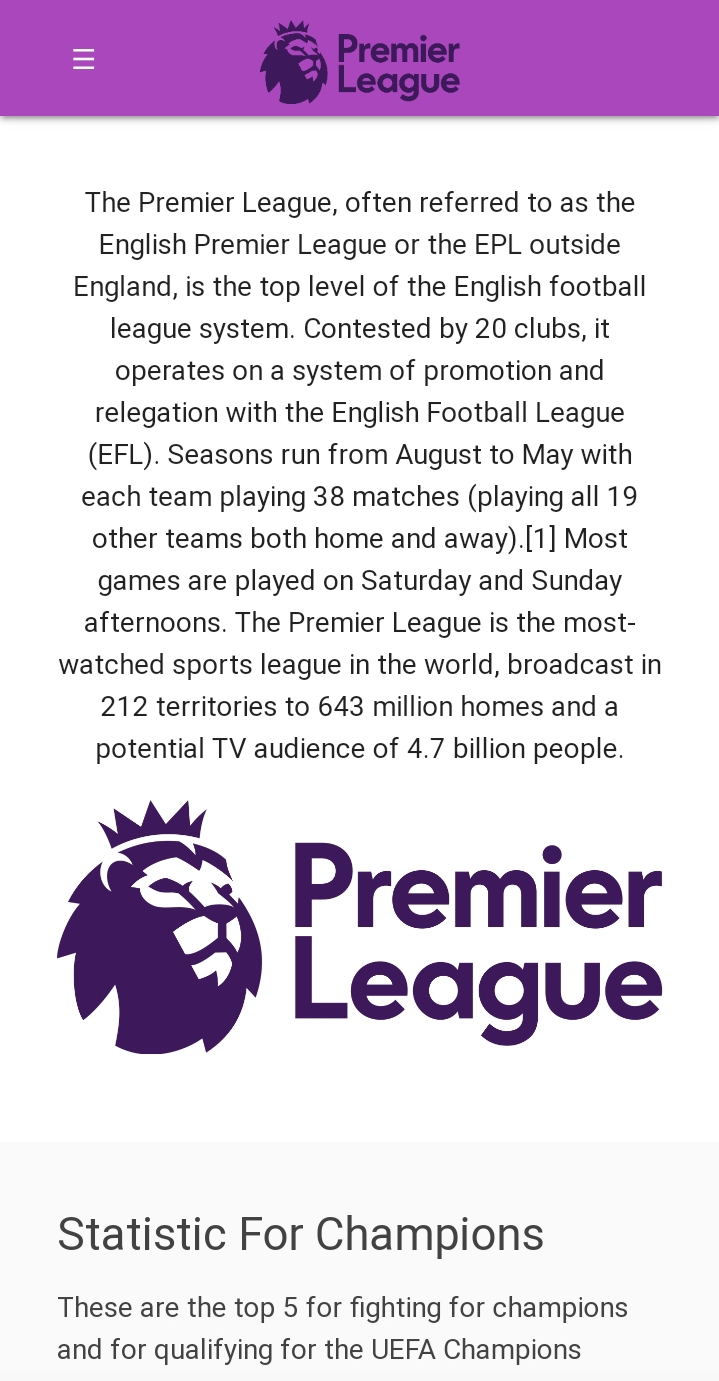 ☰
Premier
League
The Premier League, often referred to as the
English Premier League or the EPL outside
England, is the top level of the English football
league system. Contested by 20 clubs, it
operates on a system of promotion and
relegation with the English Football League
(EFL). Seasons run from August to May with
each team playing 38 matches (playing all 19
other teams both home and away).[1] Most
games are played on Saturday and Sunday
afternoons. The Premier League is the most-
watched sports league in the world, broadcast in
212 territories to 643 million homes and a
potential TV audience of 4.7 billion people.
Premier
League
Statistic For Champions
These are the top 5 for fighting for champions
and for qualifying for the UEFA Champions